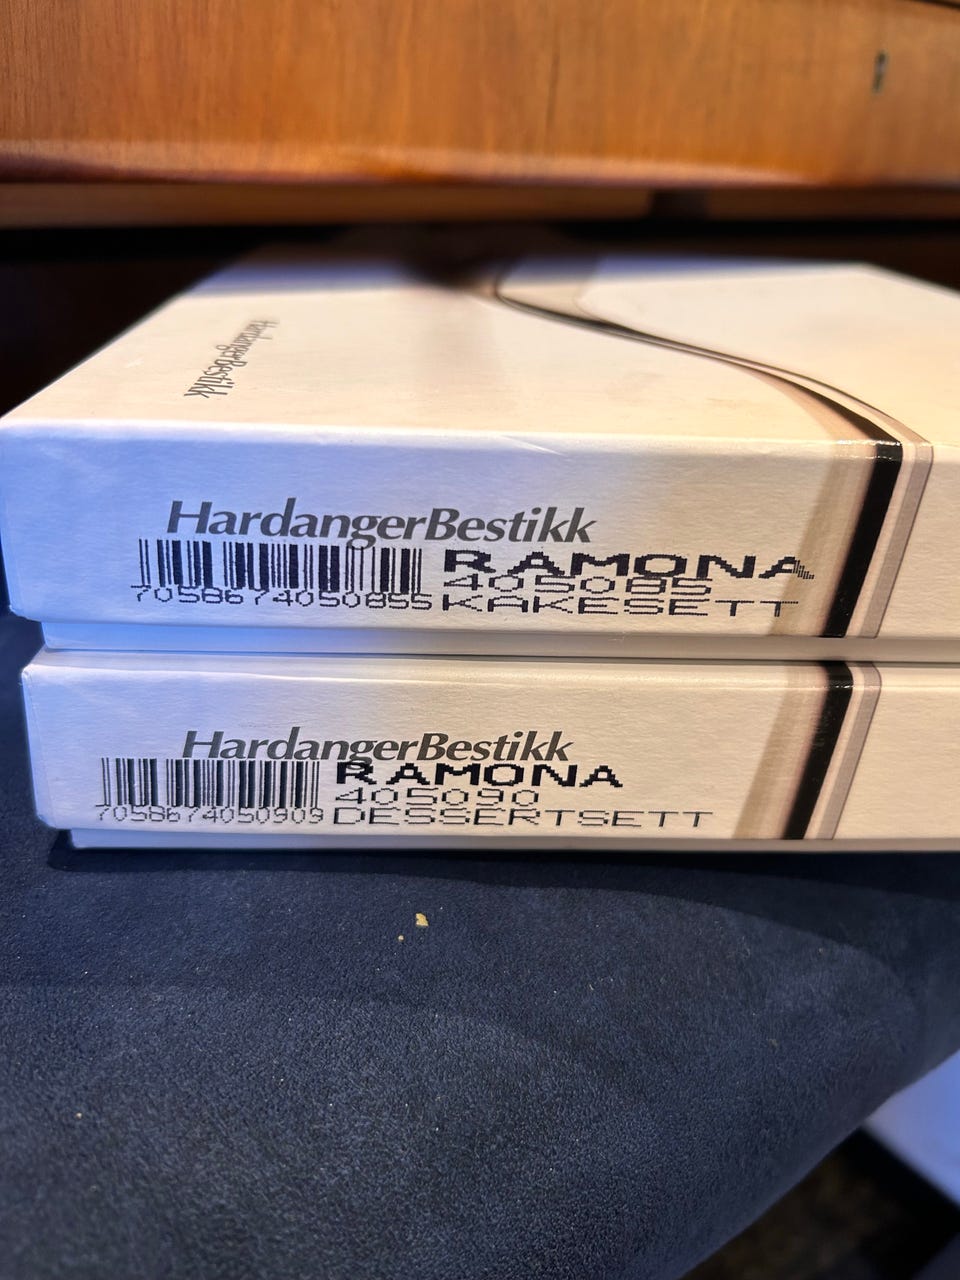 HardangerBestikk
HardangerBestikk
RAMONA
405085
7058674050855 KAKESETT
HardangerBestikk
RAMONA
405090
7058674050909 DESSERTSETT